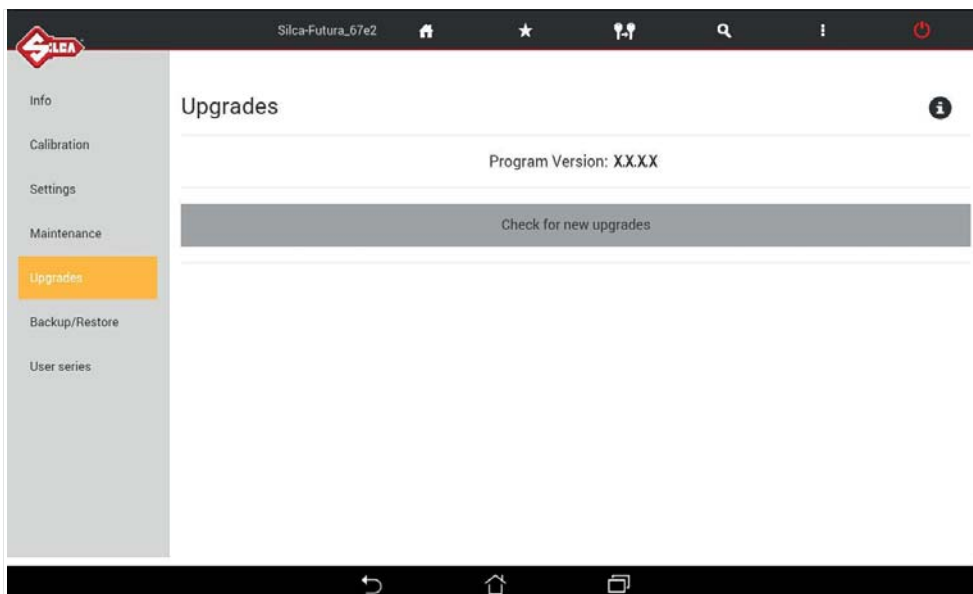 SILCA
Silca-Futura_67e2
Info
Calibration
Settings
Maintenance
Upgrades
Backup/Restore
User series
Upgrades
Program Version: X.X.X.X
Check for new upgrades